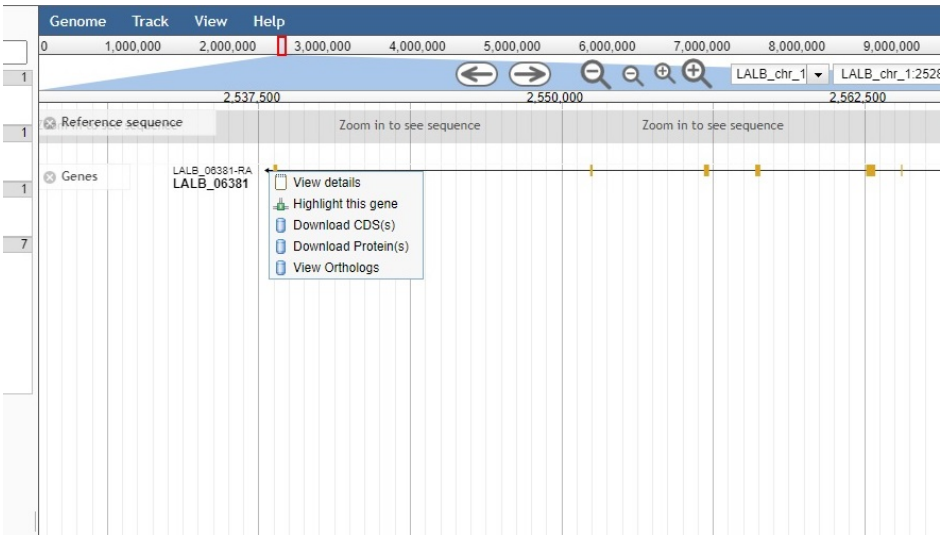 Genome Track View Help
0 1,000,000 2,000,000 3,000,000 4,000,000 5,000,000 6,000,000 7,000,000 8,000,000 9,000,000
1
LALB_chr_1 LALB_chr_1:2528
2,537,500 2,550,000 2,562,500
1
Reference sequence Zoom in to see sequence Zoom in to see sequence
LALB_06381-RA
1
Genes LALB_06381
View details
Highlight this gene
7
Download CDS(s)
Download Protein(s)
View Orthologs